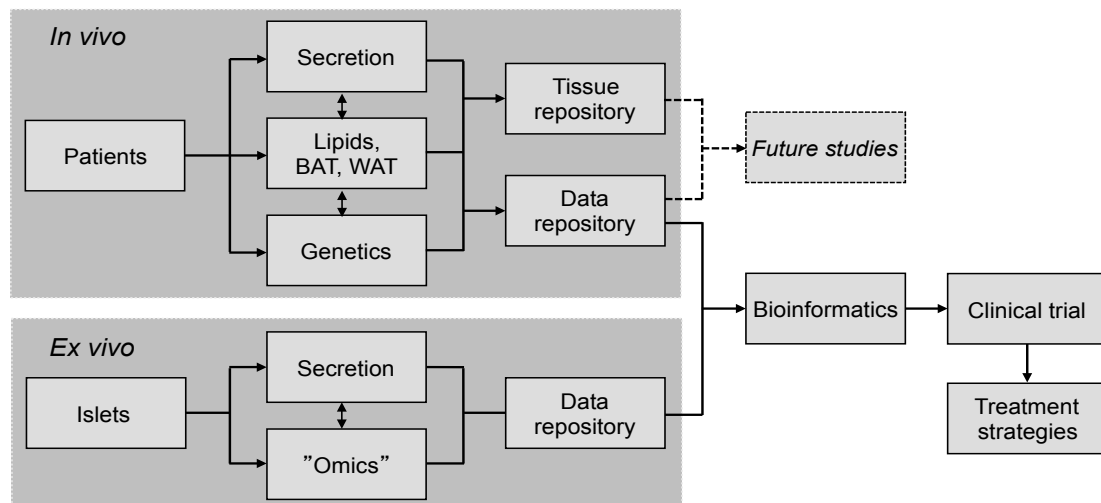 In vivo
Patients
Secretion
Lipids,
BAT, WAT
Genetics
Tissue
repository
Data
repository
Future studies
Bioinformatics
Clinical trial
Treatment
strategies
Ex vivo
Islets
Secretion
”Omics”
Data
repository